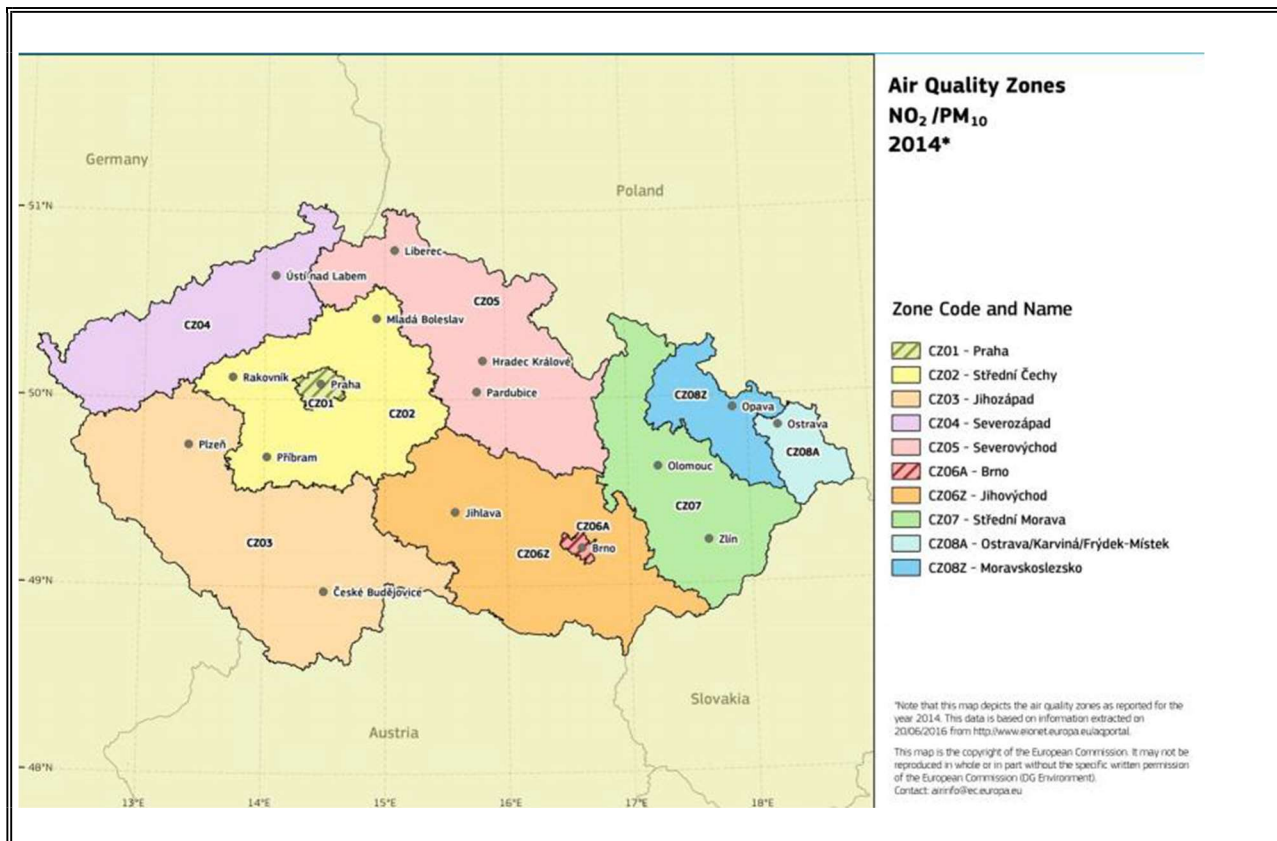 Air Quality Zones
NO₂ /PM₁₀
2014*
Germany
Poland
51°N
Liberec
Ústí nad Labem
CZ05
Mladá Boleslav
CZ04
Hradec Králové
Rakovník
Praha
50°N
CZ01
Pardubice
CZ02
CZ08Z
Opava
Ostrava
Plzeň
Příbram
CZ08A
Olomouc
CZ07
Jihlava
CZ06A
CZ03
CZ06Z
Brno
Zlín
49°N
České Budějovice
Slovakia
Austria
48°N
13°E
14°E
15°E
16°E
17°E
18°E
Zone Code and Name
CZ01 - Praha
CZ02 - Střední Čechy
CZ03 - Jihozápad
CZ04 - Severozápad
CZ05 - Severovýchod
CZ06A - Brno
CZ06Z - Jihovýchod
CZ07 - Střední Morava
CZ08A - Ostrava/Karviná/Frýdek-Místek
CZ08Z - Moravskoslezsko
*Note that this map depicts the air quality zones as reported for the
year 2014. This data is based on information extracted on
20/06/2016 from http://www.eionet.europa.eu/aqportal.
This map is the copyright of the European Commission. It may not be
reproduced in whole or in part without the specific written permission
of the European Commission (DG Environment).
Contact: airinfo@ec.europa.eu